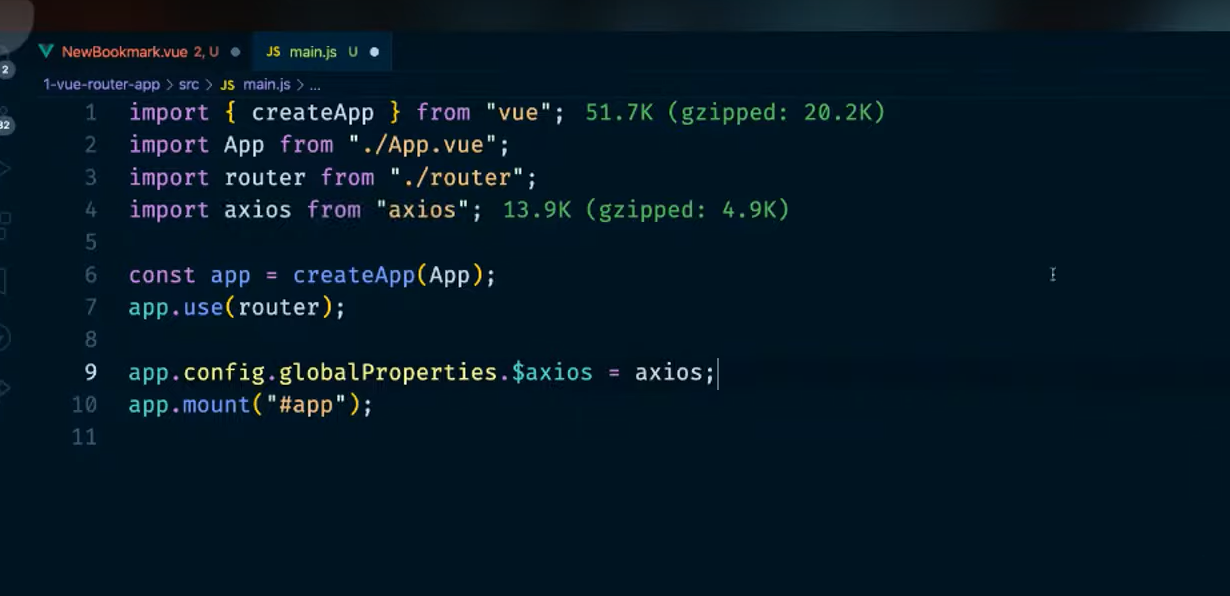 NewBookmark.vue 2, U JS main.js U
2
1-vue-router-app > src > JS main.js > ...
1 import { createApp } from "vue"; 51.7K (gzipped: 20.2K)
2 import App from "./App.vue";
3 import router from "./router";
4 import axios from "axios"; 13.9K (gzipped: 4.9K)
5
6 const app = createApp(App);
7 app.use(router);
8
9 app.config.globalProperties.$axios = axios;
10 app.mount("#app");
11